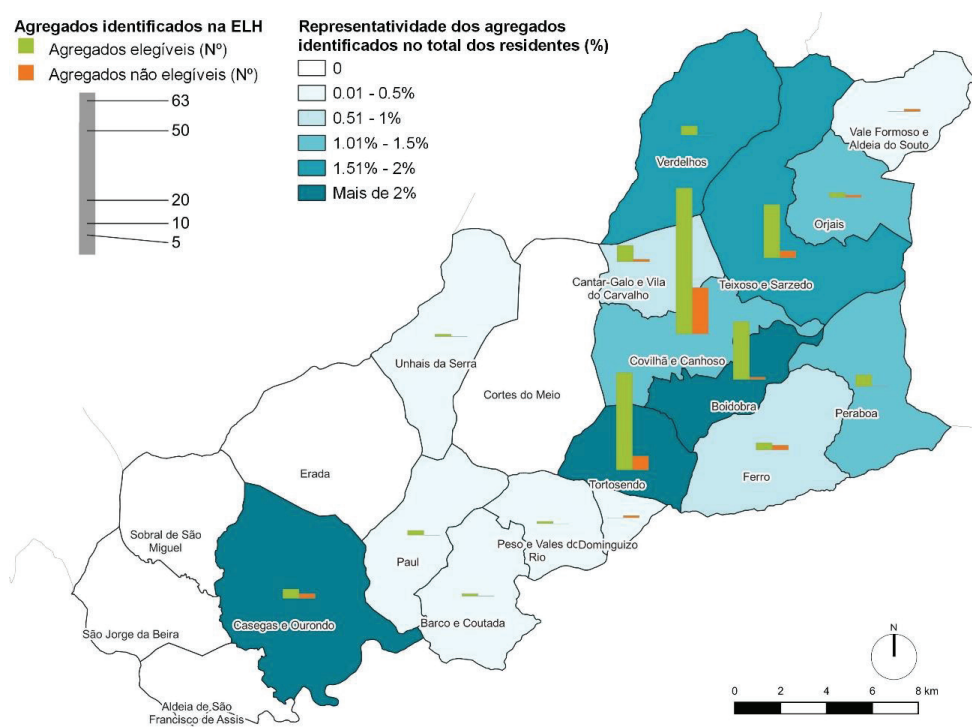 Agregados identificados na ELH
Agregados elegíveis (Nº)
Agregados não elegíveis (Nº)
63
50
20
10
5
Representatividade dos agregados
identificados no total dos residentes (%)
0
0.01 - 0.5%
0.51 - 1%
1.01% - 1.5%
1.51% - 2%
Mais de 2%
Vale Formoso e
Aldeia do Souto
Verdelhos
Orjais
Cantar-Galo e Vila
do Carvalho
Teixoso e Sarzedo
Unhais da Serra
Covilhã e Canhoso
Cortes do Meio
Boidobra
Peraboa
Erada
Tortosendo
Ferro
Sobral de São
Miguel
Paul
Peso e Vales do
Rio
Dominguizo
São Jorge da Beira
Casegas e Ourondo
Barco e Coutada
Aldeia de São
Francisco de Assis
N
0 2 4 6 8 km